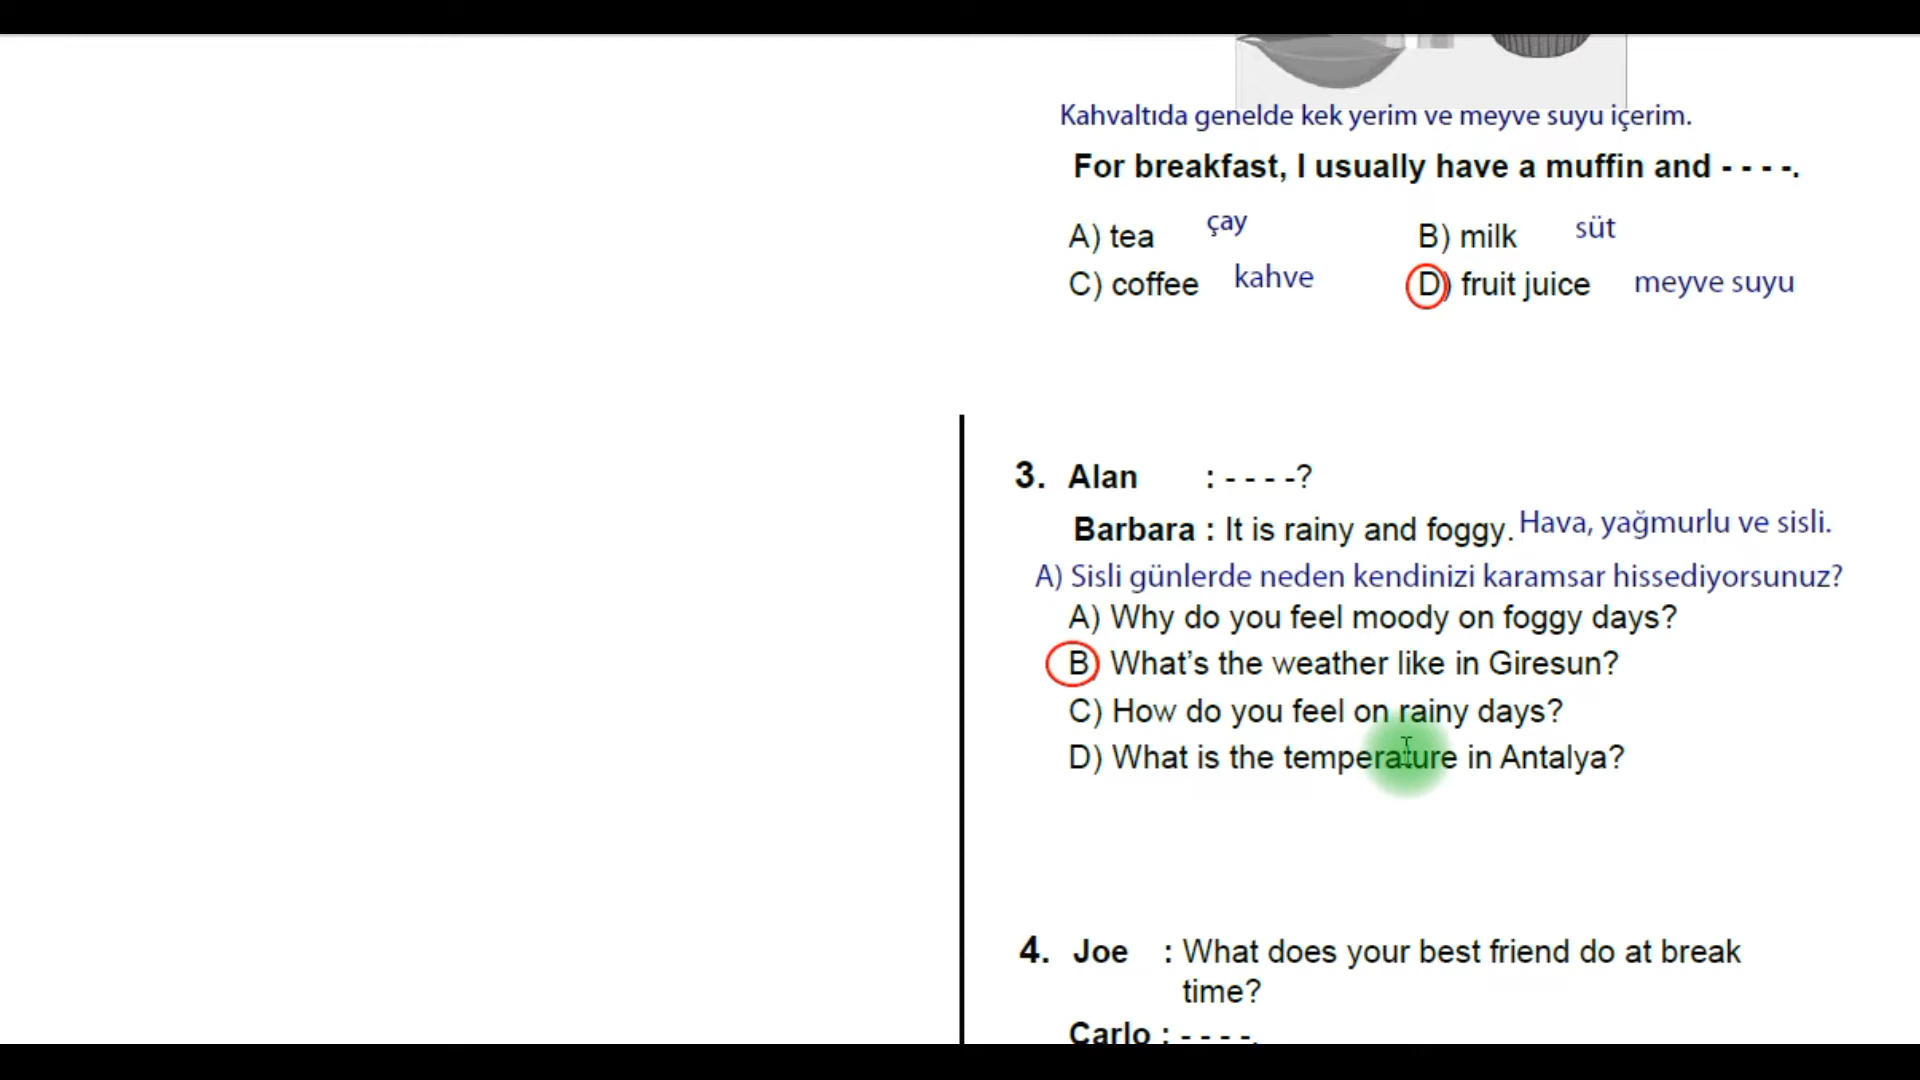 Kahvaltıda genelde kek yerim ve meyve suyu içerim.
For breakfast, I usually have a muffin and - - - -.
A) tea çay B) milk süt
C) coffee kahve D) fruit juice meyve suyu
3. Alan : - - - -?
Barbara : It is rainy and foggy. Hava, yağmurlu ve sisli.
A) Sisli günlerde neden kendinizi karamsar hissediyorsunuz?
A) Why do you feel moody on foggy days?
B) What's the weather like in Giresun?
C) How do you feel on rainy days?
D) What is the temperature in Antalya?
4. Joe : What does your best friend do at break
time?
Carlo : - - - -.